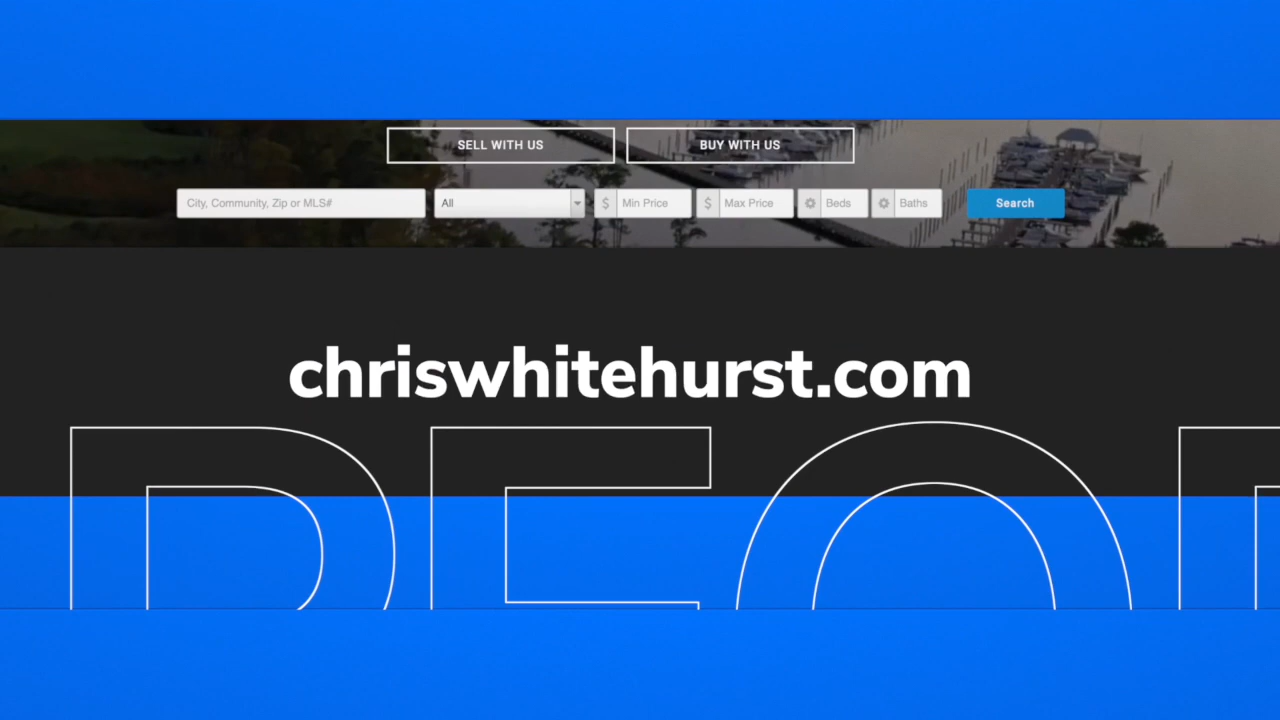 SELL WITH US BUY WITH US
City, Community, Zip or MLS# All $ Min Price $ Max Price Beds Baths Search
chriswhitehurst.com